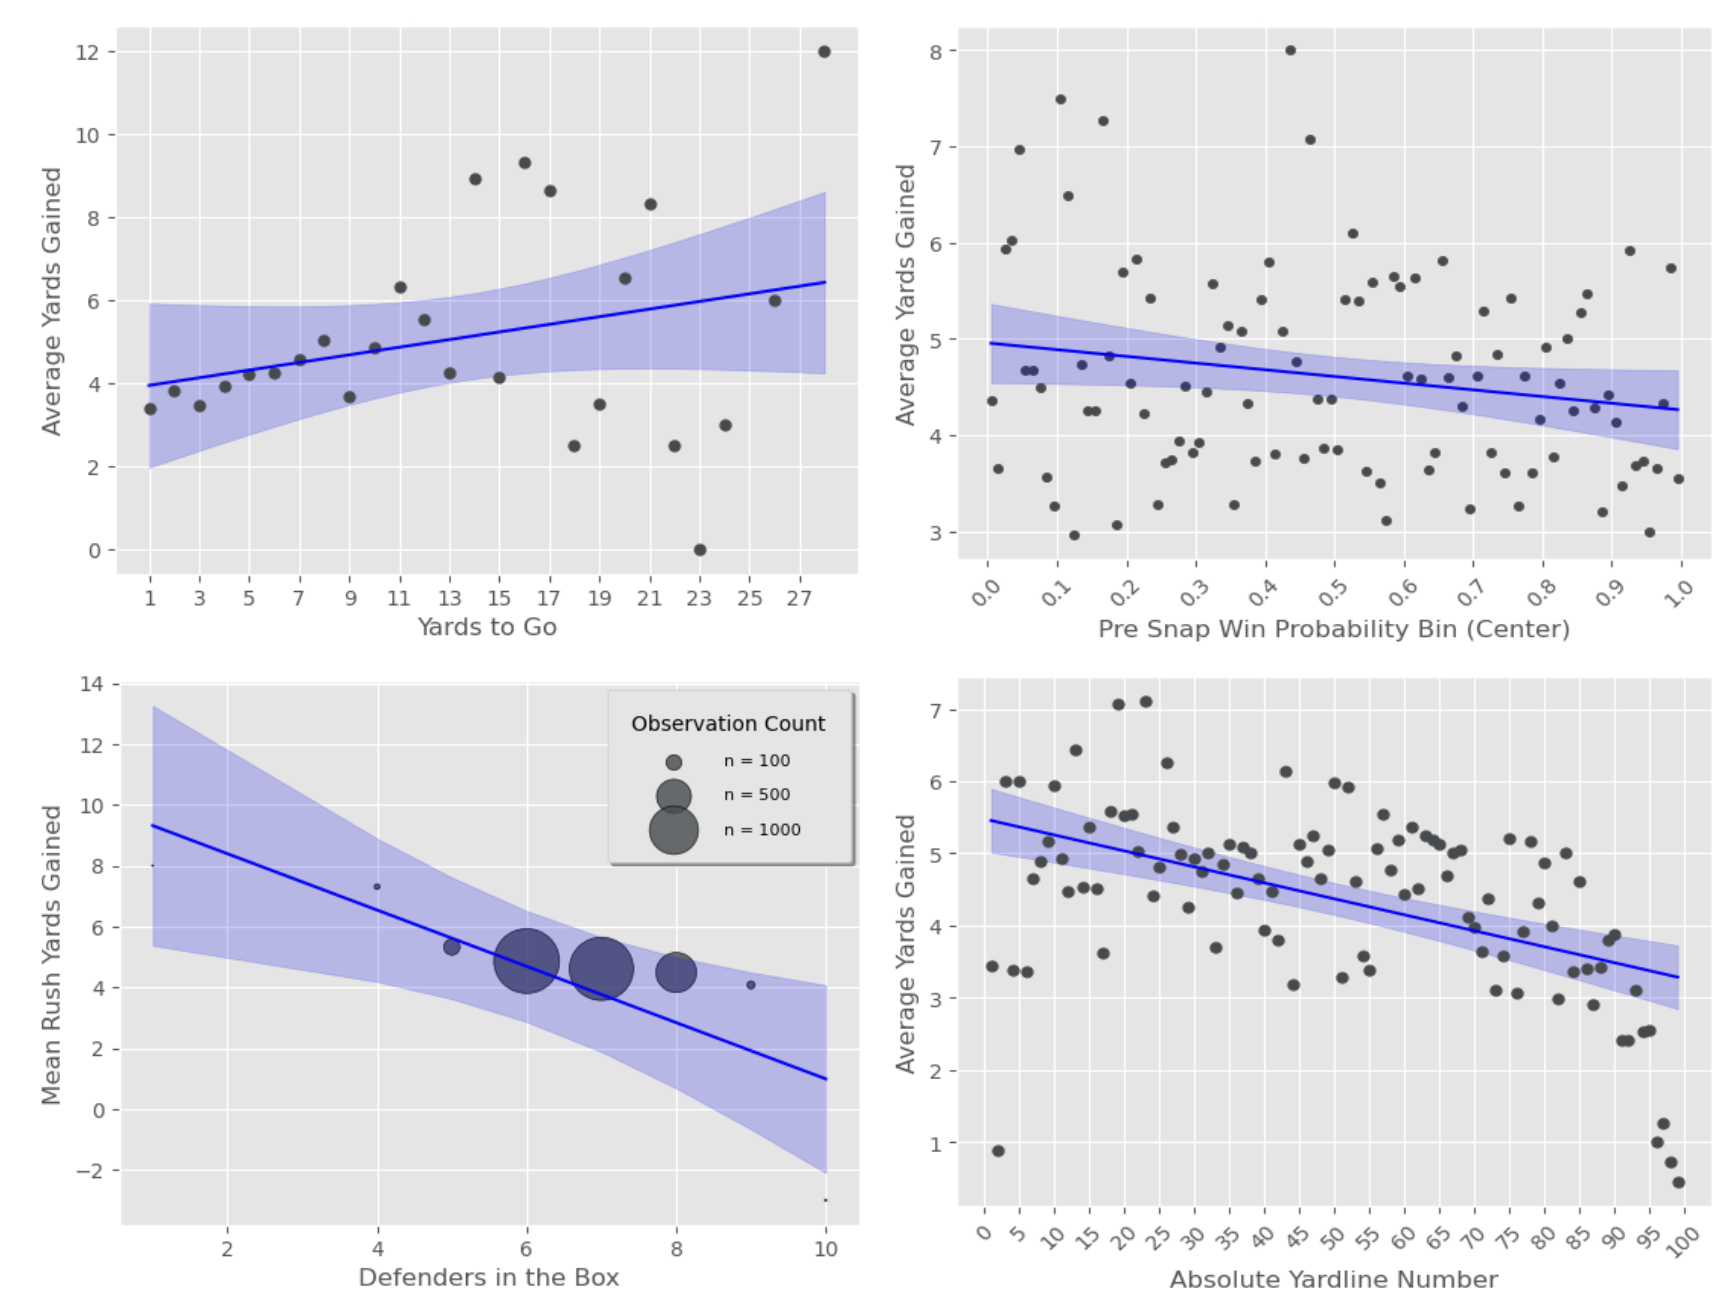 12
10
8
6
4
2
0
Average Yards Gained
1 3 5 7 9 11 13 15 17 19 21 23 25 27
Yards to Go
8
7
6
5
4
3
Average Yards Gained
0.0 0.1 0.2 0.3 0.4 0.5 0.6 0.7 0.8 0.9 1.0
Pre Snap Win Probability Bin (Center)
14
12
10
8
6
4
2
0
−2
Mean Rush Yards Gained
Observation Count
n = 100
n = 500
n = 1000
2 4 6 8 10
Defenders in the Box
7
6
5
4
3
2
1
Average Yards Gained
0 5 10 15 20 25 30 35 40 45 50 55 60 65 70 75 80 85 90 95 100
Absolute Yardline Number